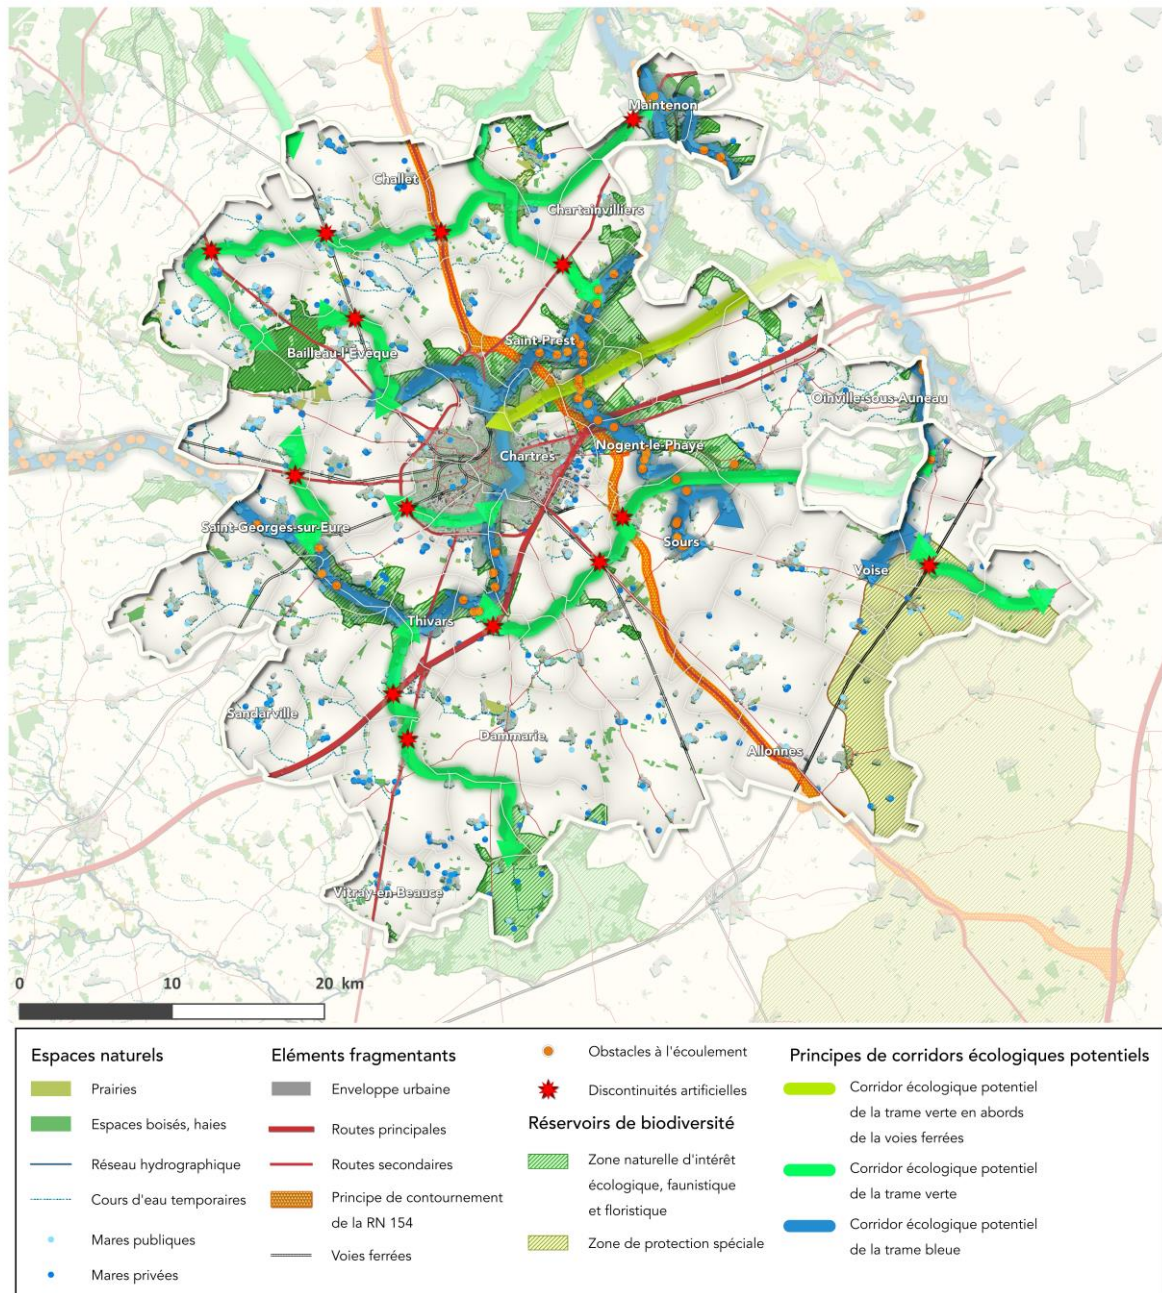 Maintenon
Challet
Chartainvilliers
Saint-Prest
Bailleau-l'Évêque
Oinville-sous-Auneau
Nogent-le-Phaye
Chartres
Saint-Georges-sur-Eure
Sours
Voise
Thivars
Sandarville
Dammarie
Allonnes
Vitray-en-Beauce
0 10 20 km
Espaces naturels
Prairies
Espaces boisés, haies
Réseau hydrographique
Cours d'eau temporaires
Mares publiques
Mares privées
Eléments fragmentants
Enveloppe urbaine
Routes principales
Routes secondaires
Principe de contournement
de la RN 154
Voies ferrées
Obstacles à l'écoulement
Discontinuités artificielles
Réservoirs de biodiversité
Zone naturelle d'intérêt
écologique, faunistique
et floristique
Zone de protection spéciale
Principes de corridors écologiques potentiels
Corridor écologique potentiel
de la trame verte en abords
de la voies ferrées
Corridor écologique potentiel
de la trame verte
Corridor écologique potentiel
de la trame bleue